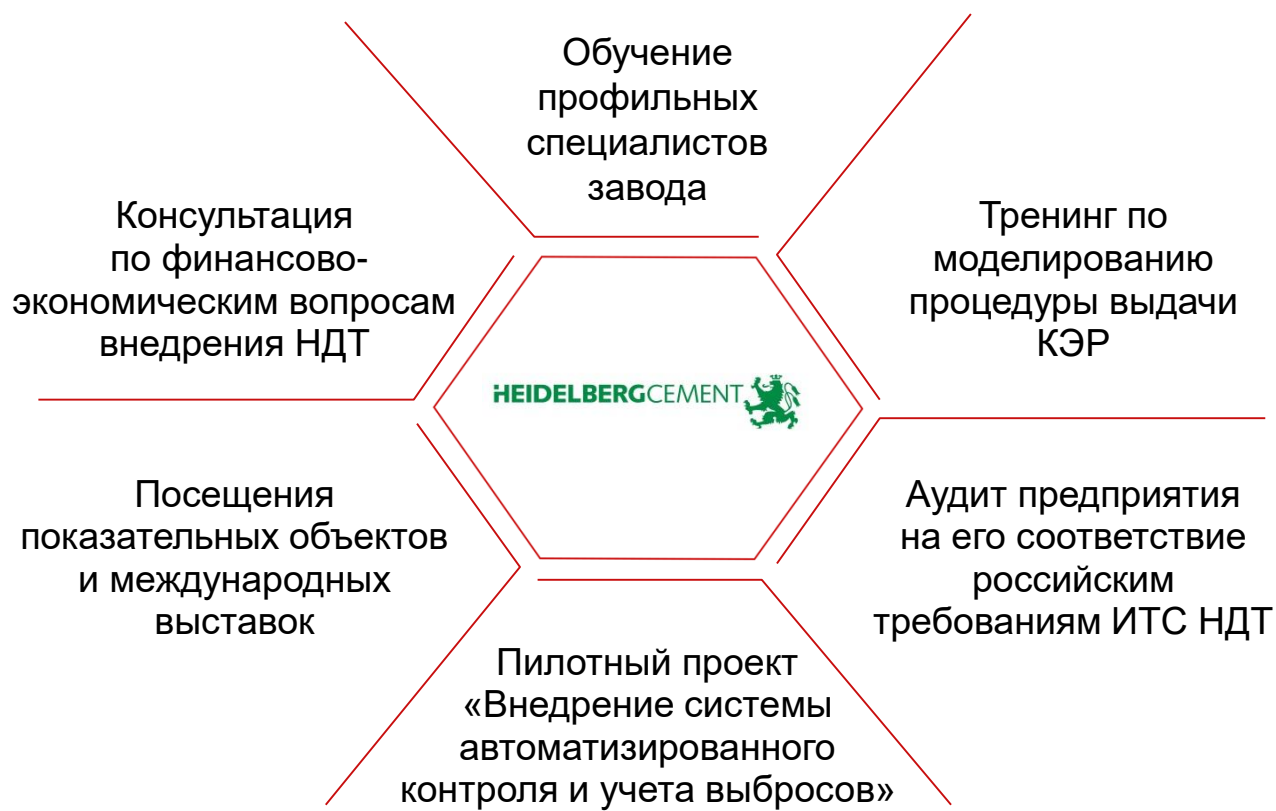 Обучение
профильных
специалистов
завода
Консультация
по финансово-
экономическим вопросам
внедрения НДТ
Тренинг по
моделированию
процедуры выдачи
КЭР
HEIDELBERGCEMENT
Посещения
показательных объектов
и международных
выставок
Аудит предприятия
на его соответствие
российским
требованиям ИТС НДТ
Пилотный проект
«Внедрение системы
автоматизированного
контроля и учета выбросов»